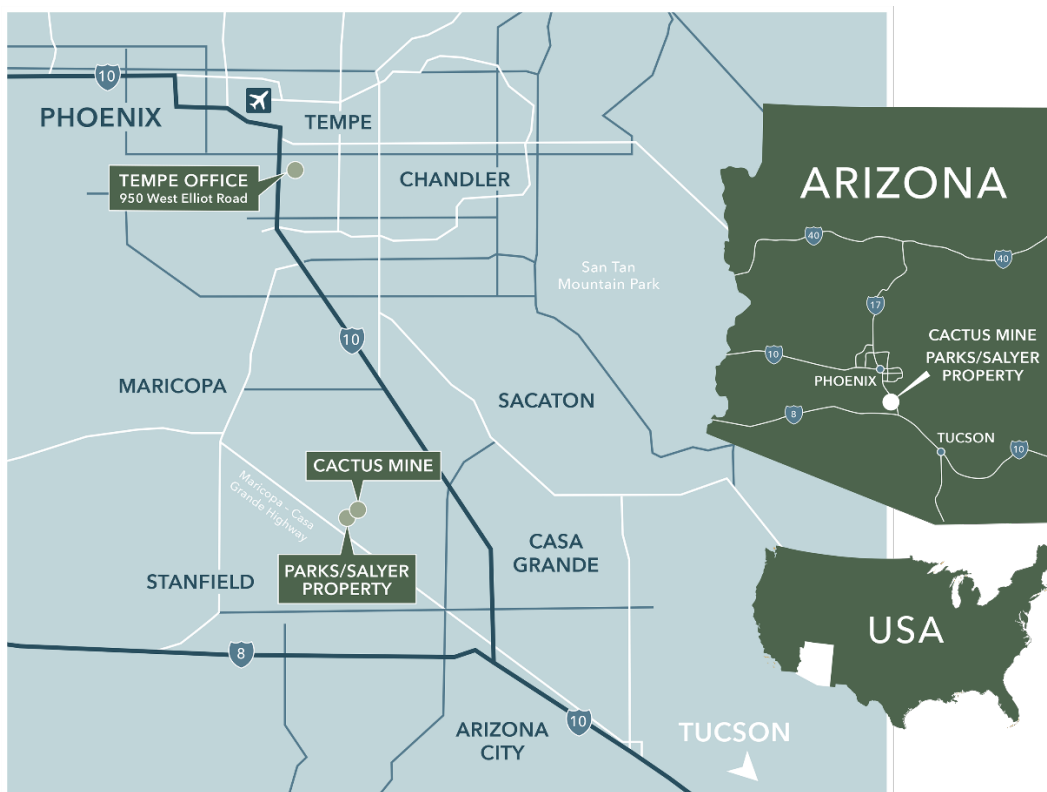 10
PHOENIX
TEMPE
TEMPE OFFICE
950 West Elliot Road
CHANDLER
San Tan
Mountain Park
10
MARICOPA
SACATON
CACTUS MINE
Maricopa – Casa
Grande Highway
CASA
GRANDE
STANFIELD
PARKS/SALYER
PROPERTY
8
10
ARIZONA
CITY
TUCSON
ARIZONA
40
40
17
CACTUS MINE
PARKS/SALYER
PROPERTY
10
PHOENIX
8
TUCSON
10
USA